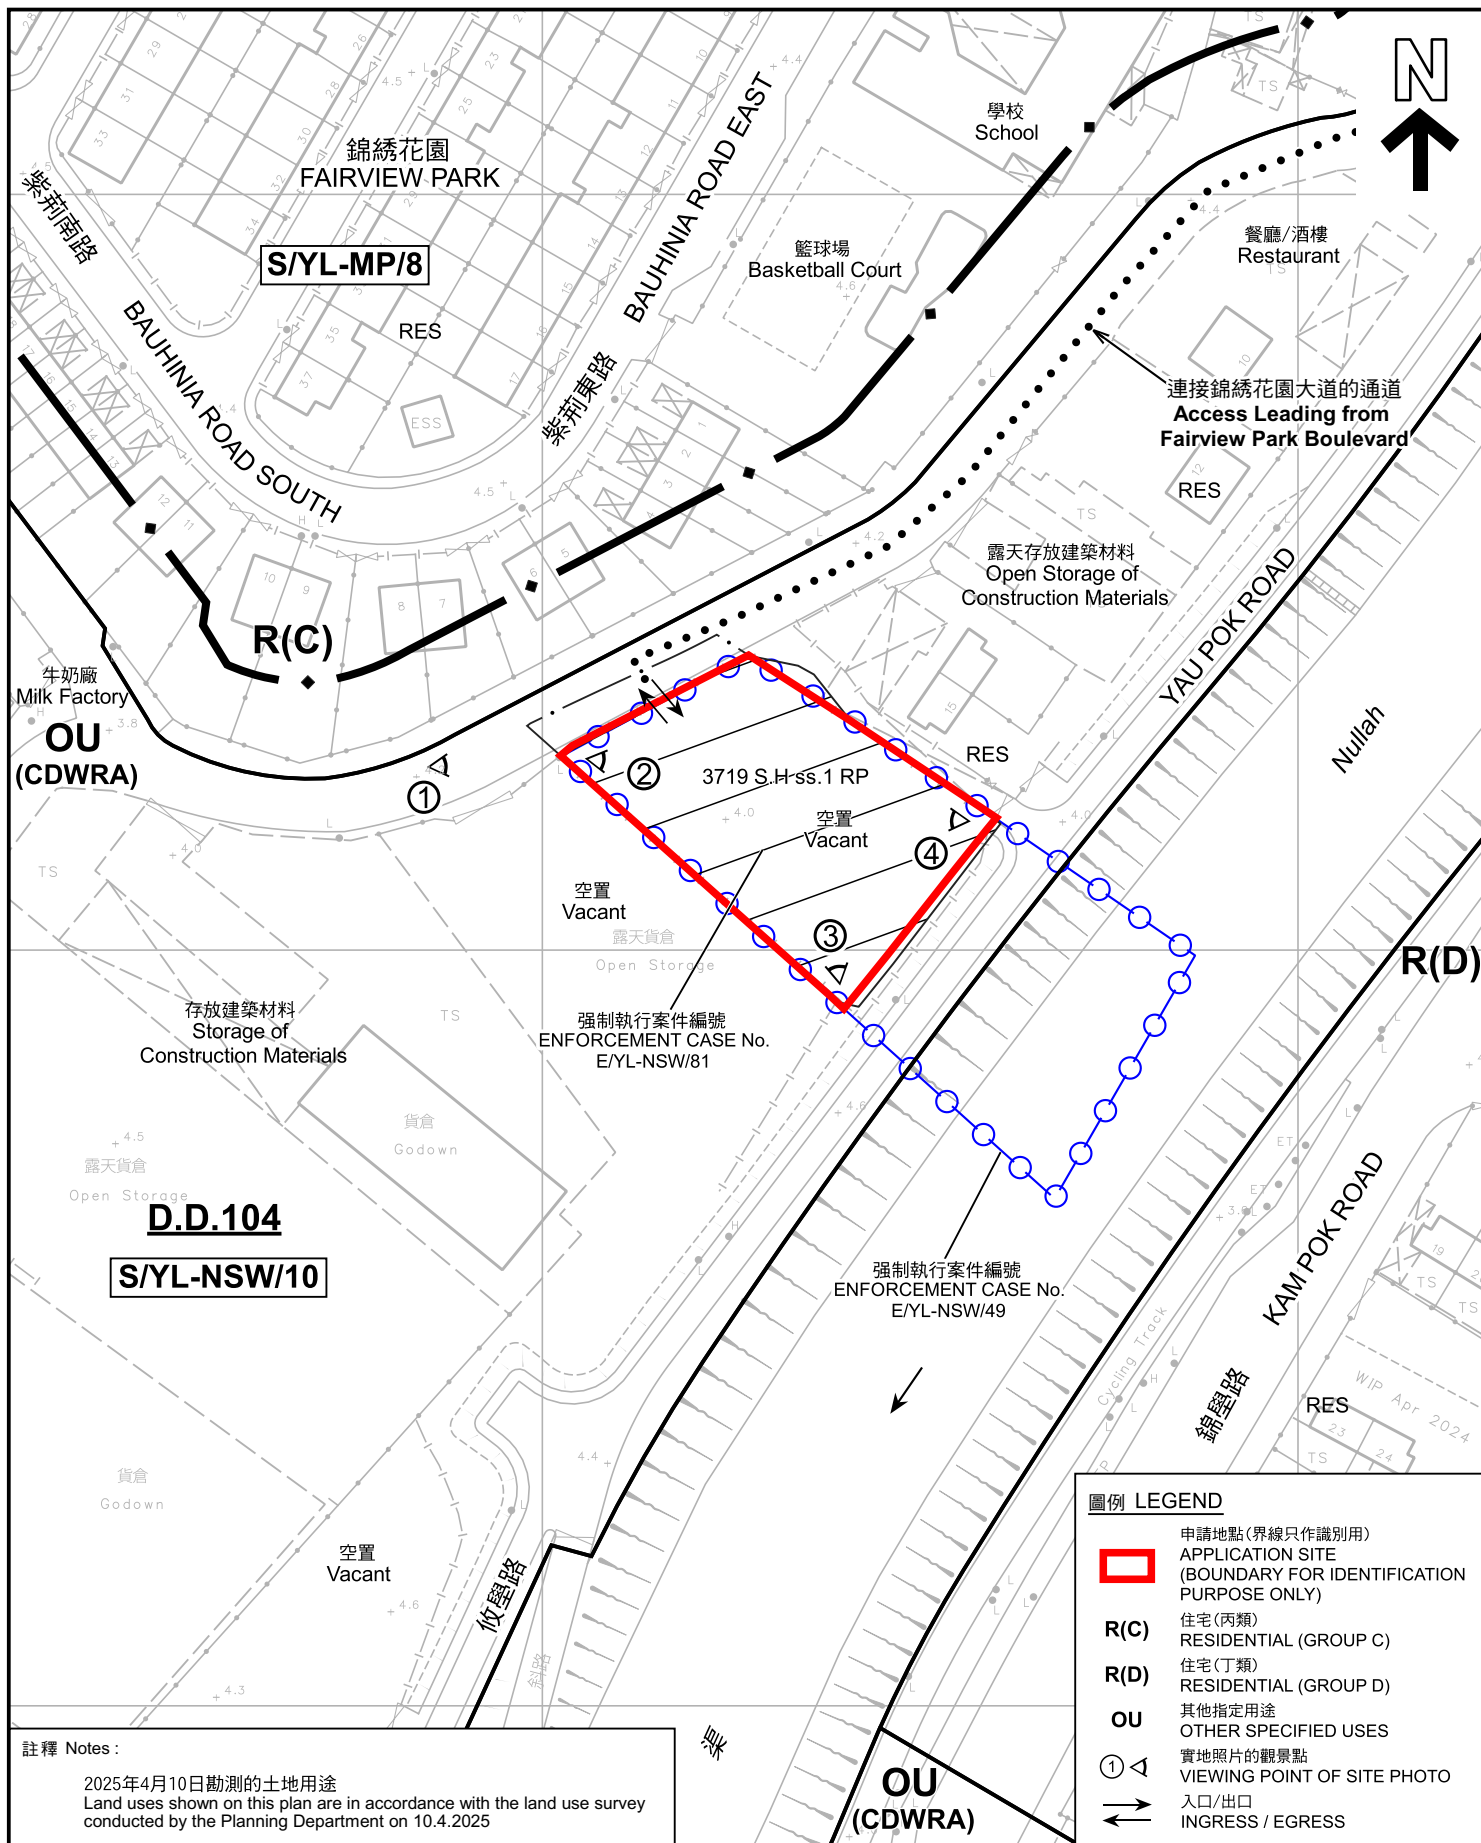 錦綉花園
FAIRVIEW PARK
S/YL-MP/8
RES
紫荊南路
BAUHINIA ROAD SOUTH
紫荊東路
BAUHINIA ROAD EAST
ESS
學校
School
籃球場
Basketball Court
N
餐廳/酒樓
Restaurant
連接錦綉花園大道的通道
Access Leading from
Fairview Park Boulevard
RES
露天存放建築材料
Open Storage of
Construction Materials
YAU POK ROAD
Nullah
R(C)
牛奶廠
Milk Factory
OU
(CDWRA)
1
2
3719 S.H ss.1 RP
空置
Vacant
RES
4
3
空置
Vacant
露天貨倉
Open Storage
R(D)
强制執行案件編號
ENFORCEMENT CASE No.
E/YL-NSW/81
存放建築材料
Storage of
Construction Materials
貨倉
Godown
露天貨倉
Open Storage
D.D.104
S/YL-NSW/10
强制執行案件編號
ENFORCEMENT CASE No.
E/YL-NSW/49
KAM POK ROAD
錦壆路
Cycling Track
RES
WIP Apr 2024
貨倉
Godown
空置
Vacant
攸壆路
斜路
渠
OU
(CDWRA)
圖例 LEGEND
申請地點(界線只作識別用)
APPLICATION SITE
(BOUNDARY FOR IDENTIFICATION
PURPOSE ONLY)
R(C) 住宅(丙類)
RESIDENTIAL (GROUP C)
R(D) 住宅(丁類)
RESIDENTIAL (GROUP D)
OU 其他指定用途
OTHER SPECIFIED USES
1 實地照片的觀景點
VIEWING POINT OF SITE PHOTO
入口/出口
INGRESS / EGRESS
註釋 Notes :
2025年4月10日勘測的土地用途
Land uses shown on this plan are in accordance with the land use survey
conducted by the Planning Department on 10.4.2025